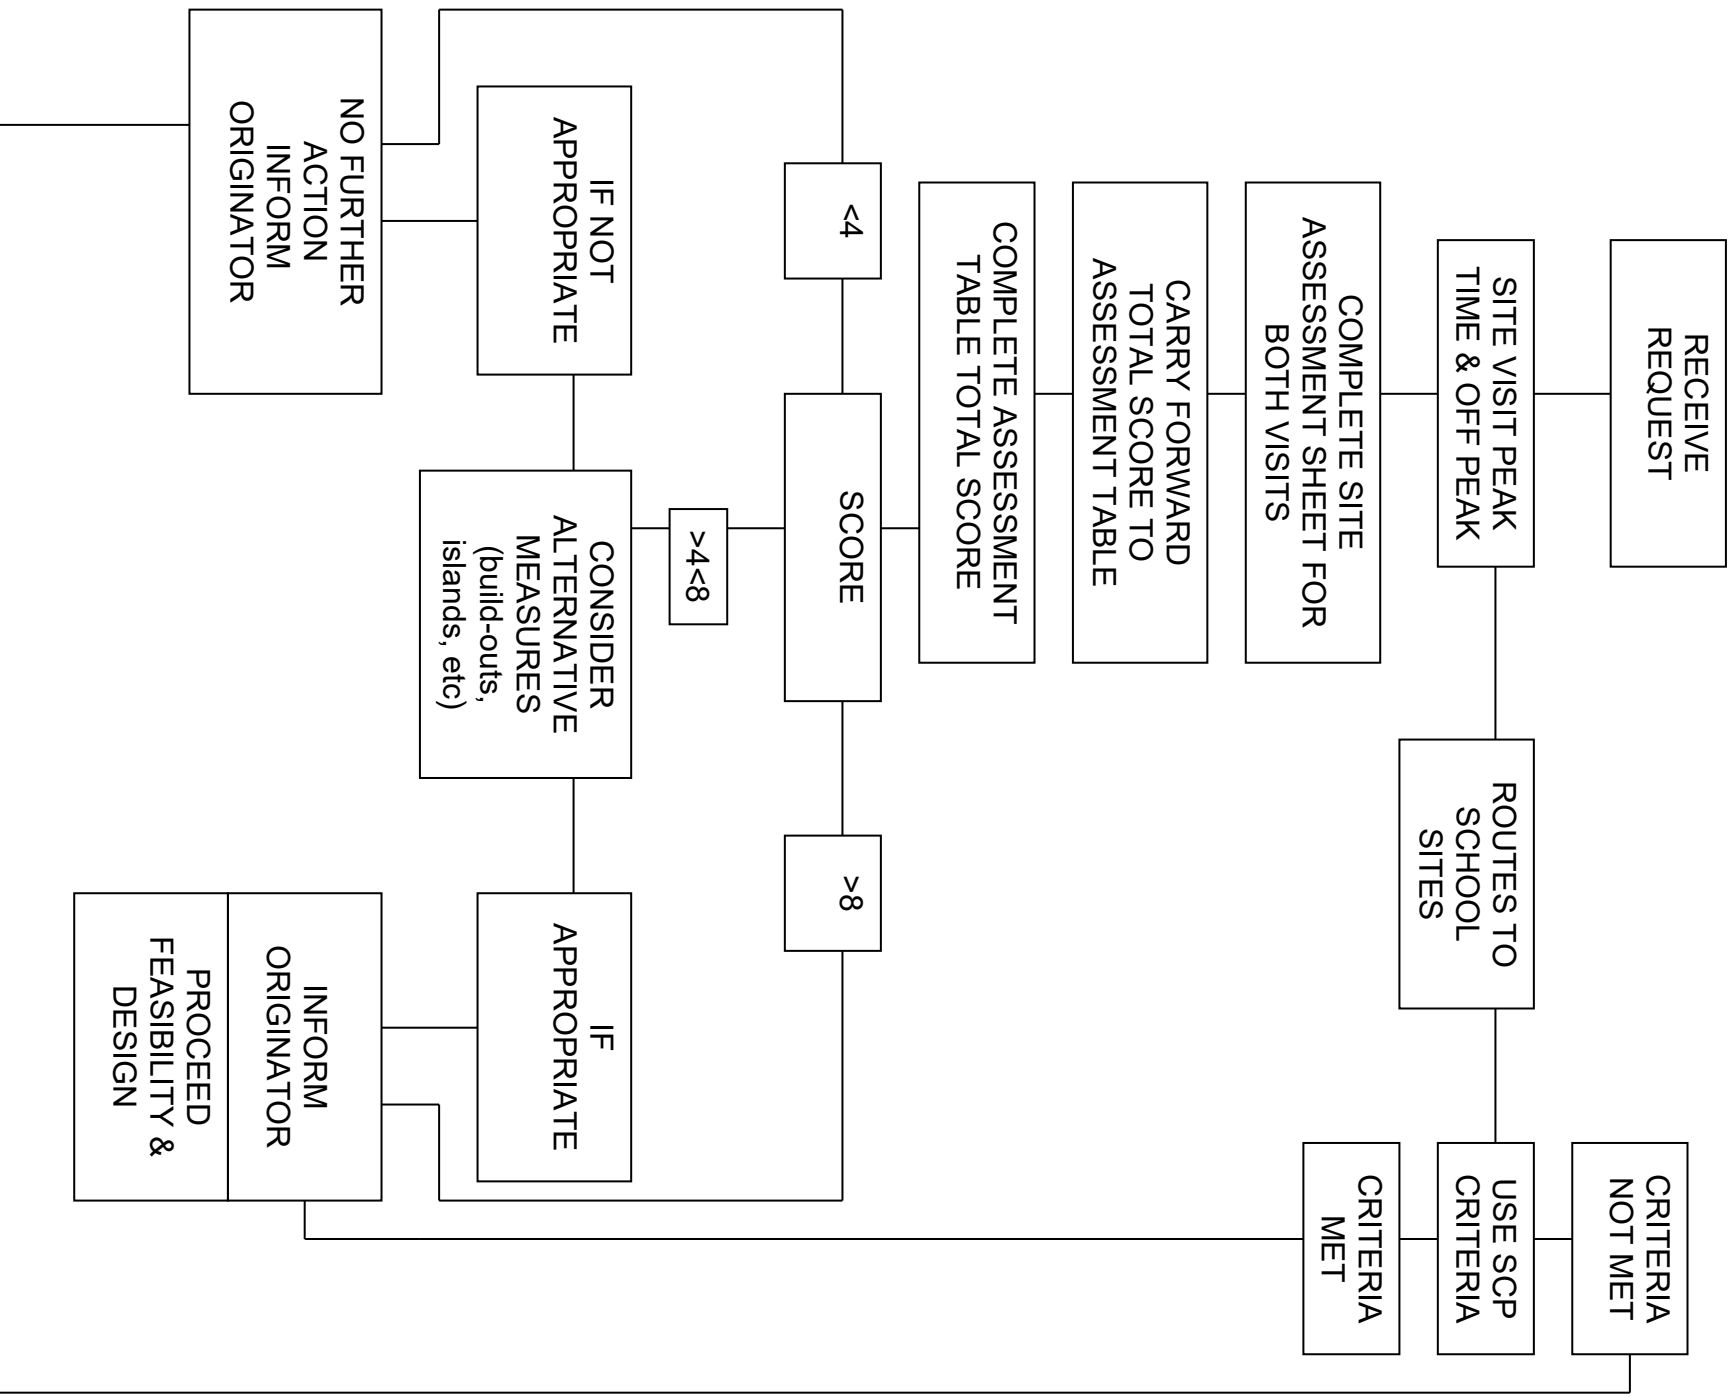 RECEIVE
REQUEST
SITE VISIT PEAK
TIME & OFF PEAK
ROUTES TO
SCHOOL
SITES
CRITERIA
NOT MET
USE SCP
CRITERIA
CRITERIA
MET
COMPLETE SITE
ASSESSMENT SHEET FOR
BOTH VISITS
CARRY FORWARD
TOTAL SCORE TO
ASSESSMENT TABLE
COMPLETE ASSESSMENT
TABLE TOTAL SCORE
<4
SCORE
>8
>4<8
IF NOT
APPROPRIATE
CONSIDER
ALTERNATIVE
MEASURES
(build-outs,
islands, etc)
IF
APPROPRIATE
NO FURTHER
ACTION
INFORM
ORIGINATOR
INFORM
ORIGINATOR
PROCEED
FEASIBILITY &
DESIGN